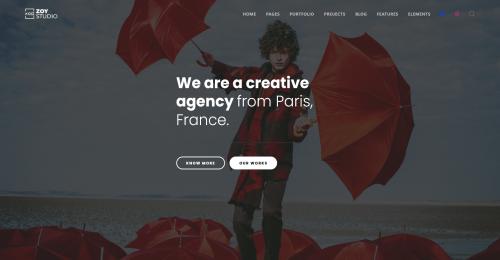 ZOY
STUDIO
HOME PAGES PORTFOLIO PROJECTS BLOG FEATURES ELEMENTS
We are a creative
agency from Paris,
France.
KNOW MORE OUR WORKS